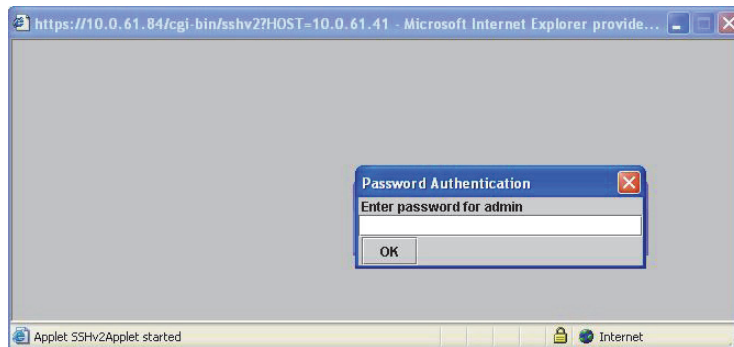 https://10.0.61.84/cgi-bin/sshv2?HOST=10.0.61.41 - Microsoft Internet Explorer provide...
Password Authentication
Enter password for admin
OK
Applet SSHv2Applet started
Internet